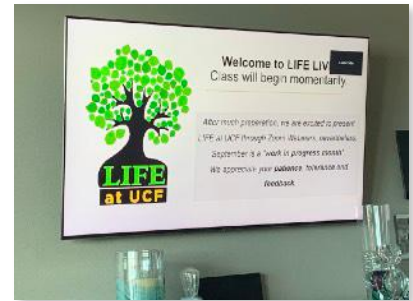 LIFE
at UCF
Welcome to LIFE LIV
Class will begin momentarily.
After much preparation, we are excited to present
LIFE at UCF through Zoom Webinars, nevertheless,
September is a "work in progress month".
We appreciate your patience, tolerance and
feedback.